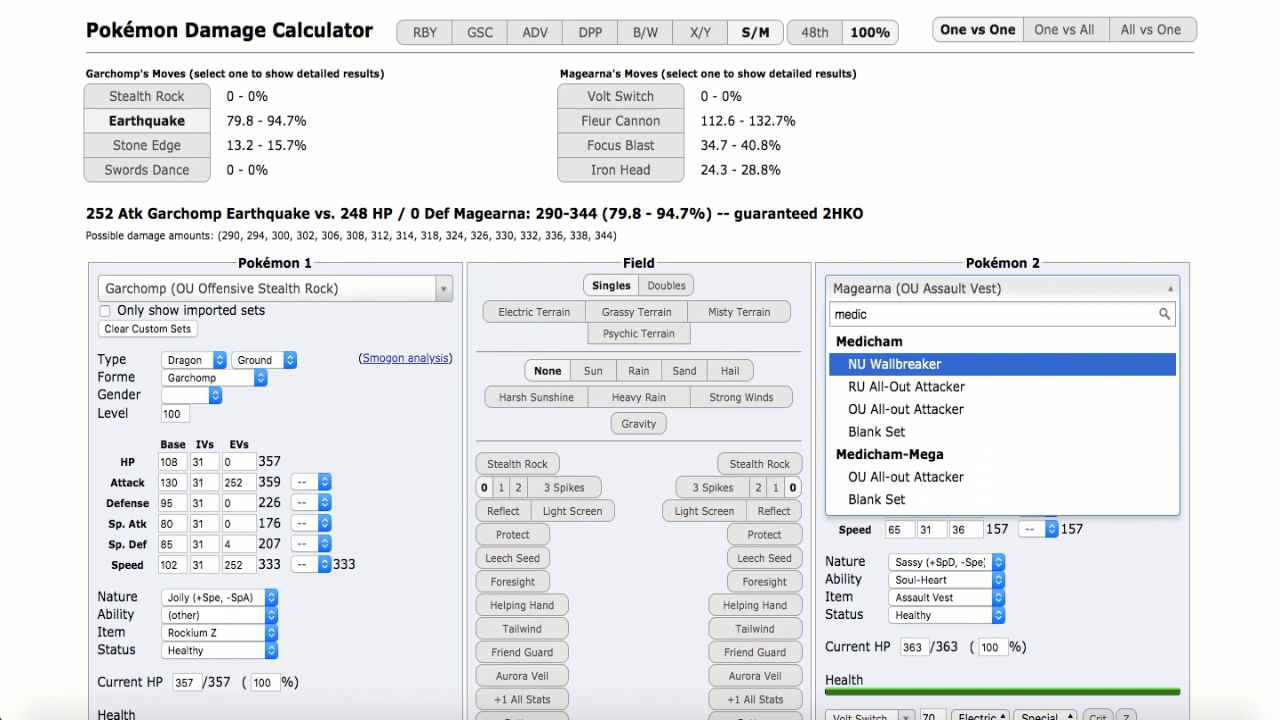 Pokémon Damage Calculator RBY GSC ADV DPP B/W X/Y S/M 48th 100% One vs One One vs All All vs One
Garchomp's Moves (select one to show detailed results)
Stealth Rock 0 - 0%
Earthquake 79.8 - 94.7%
Stone Edge 13.2 - 15.7%
Swords Dance 0 - 0%
Magearna's Moves (select one to show detailed results)
Volt Switch 0 - 0%
Fleur Cannon 112.6 - 132.7%
Focus Blast 34.7 - 40.8%
Iron Head 24.3 - 28.8%
252 Atk Garchomp Earthquake vs. 248 HP / 0 Def Magearna: 290-344 (79.8 - 94.7%) -- guaranteed 2HKO
Possible damage amounts: (290, 294, 300, 302, 306, 308, 312, 314, 318, 324, 326, 330, 332, 336, 338, 344)
Pokémon 1
Garchomp (OU Offensive Stealth Rock)
Only show imported sets
Clear Custom Sets
Type Dragon Ground (Smogon analysis)
Forme Garchomp
Gender
Level 100
Base IVs EVs
HP 108 31 0 357
Attack 130 31 252 359 --
Defense 95 31 0 226 --
Sp. Atk 80 31 0 176 --
Sp. Def 85 31 4 207 --
Speed 102 31 252 333 -- 333
Nature Jolly (+Spe, -SpA)
Ability (other)
Item Rockium Z
Status Healthy
Current HP 357 /357 ( 100 %)
Health
Field
Singles Doubles
Electric Terrain Grassy Terrain Misty Terrain
Psychic Terrain
None Sun Rain Sand Hail
Harsh Sunshine Heavy Rain Strong Winds
Gravity
Stealth Rock Stealth Rock
0 1 2 3 Spikes 3 Spikes 2 1 0
Reflect Light Screen Light Screen Reflect
Protect Protect
Leech Seed Leech Seed
Foresight Foresight
Helping Hand Helping Hand
Tailwind Tailwind
Friend Guard Friend Guard
Aurora Veil Aurora Veil
+1 All Stats +1 All Stats
Pokémon 2
Magearna (OU Assault Vest)
medic
Medicham
NU Wallbreaker
RU All-Out Attacker
OU All-out Attacker
Blank Set
Medicham-Mega
OU All-out Attacker
Blank Set
Speed 65 31 36 157 -- 157
Nature Sassy (+SpD, -Spe)
Ability Soul-Heart
Item Assault Vest
Status Healthy
Current HP 363 /363 ( 100 %)
Health
Volt Switch 70 Electric Special Crit Z